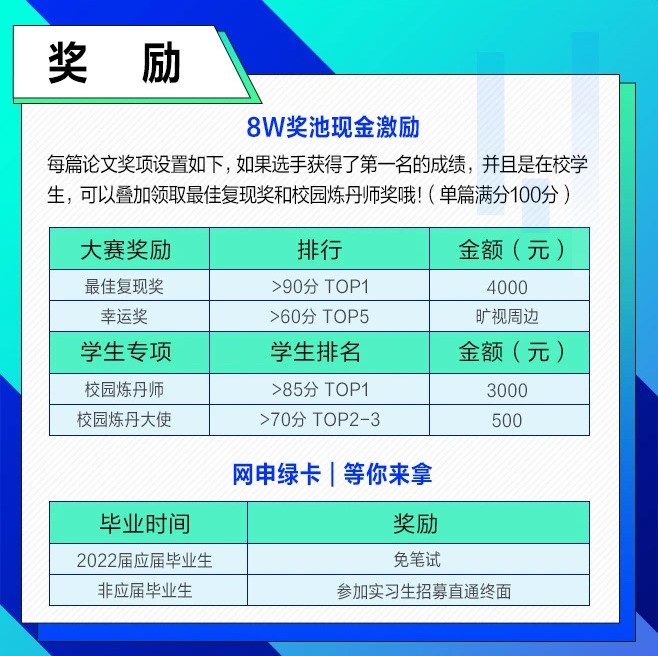 奖 励
8W奖池现金激励
每篇论文奖项设置如下，如果选手获得了第一名的成绩，并且是在校学
生，可以叠加领取最佳复现奖和校园炼丹师奖哦!（单篇满分100分）
大赛奖励 排行 金额（元）
最佳复现奖 >90分 TOP1 4000
幸运奖 >60分 TOP5 旷视周边
学生专项 学生排名 金额（元）
校园炼丹师 >85分 TOP1 3000
校园炼丹大使 >70分 TOP2-3 500
网申绿卡｜等你来拿
毕业时间 奖励
2022届应届毕业生 免笔试
非应届毕业生 参加实习生招募直通终面